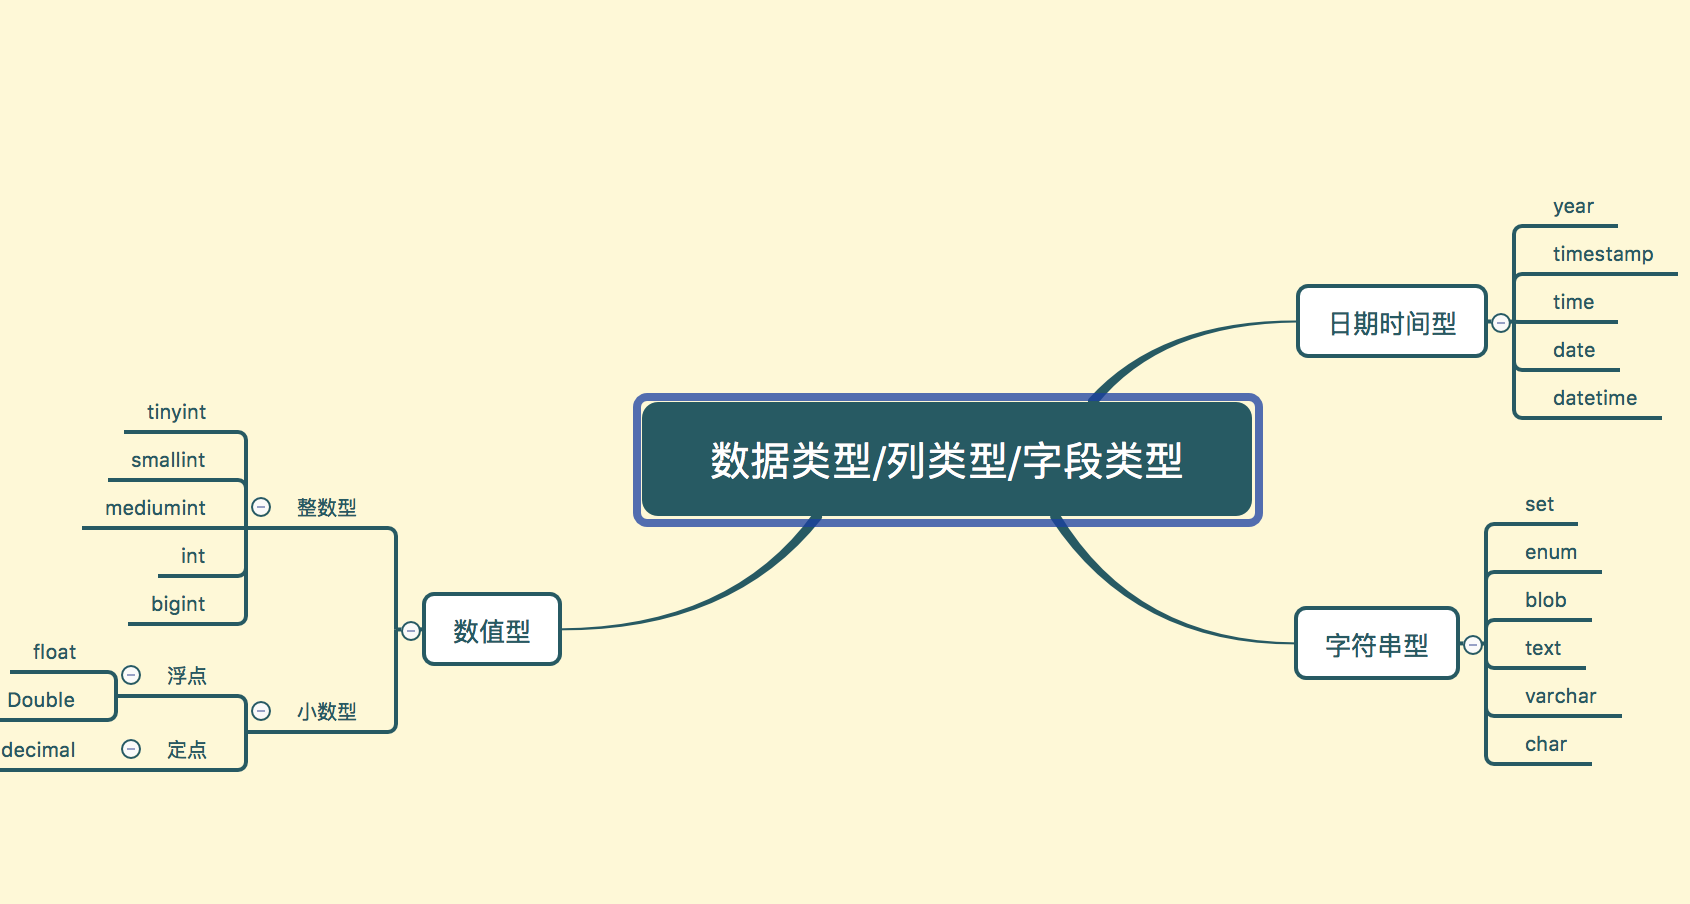 数据类型/列类型/字段类型
日期时间型
year
timestamp
time
date
datetime
字符串型
set
enum
blob
text
varchar
char
数值型
整数型
tinyint
smallint
mediumint
int
bigint
小数型
浮点
float
Double
定点
decimal